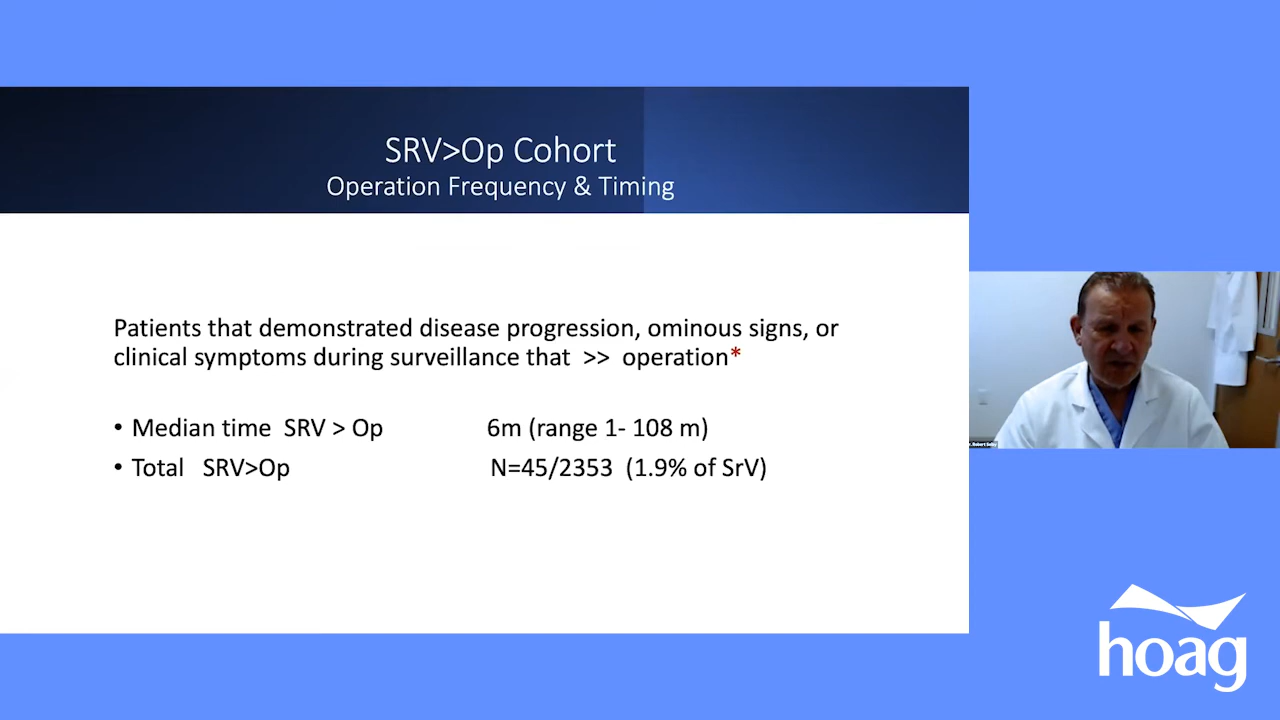 SRV>Op Cohort
Operation Frequency & Timing
Patients that demonstrated disease progression, ominous signs, or
clinical symptoms during surveillance that >> operation*
• Median time SRV > Op 6m (range 1- 108 m)
• Total SRV>Op N=45/2353 (1.9% of SrV)
Robert Selby
hoag